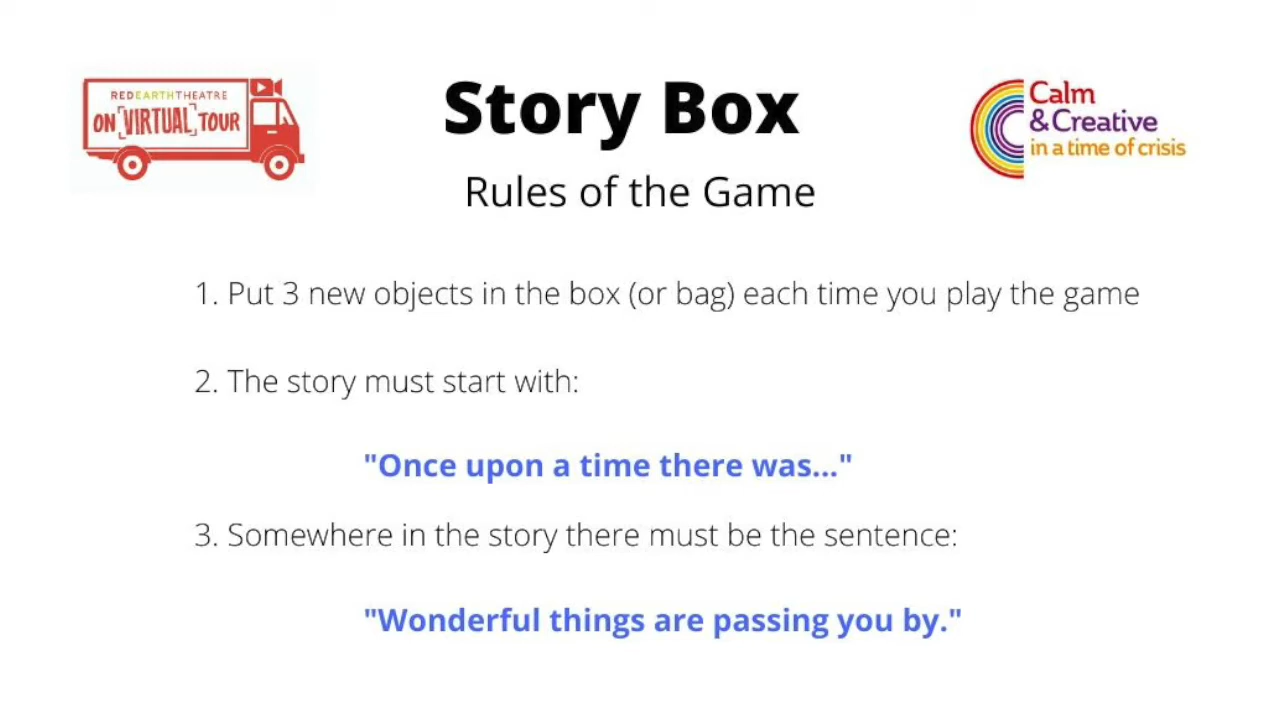 REDEARTHTHEATRE
ON [VIRTUAL] TOUR
Story Box
Rules of the Game
Calm
& Creative
in a time of crisis
1. Put 3 new objects in the box (or bag) each time you play the game
2. The story must start with:
"Once upon a time there was..."
3. Somewhere in the story there must be the sentence:
"Wonderful things are passing you by."